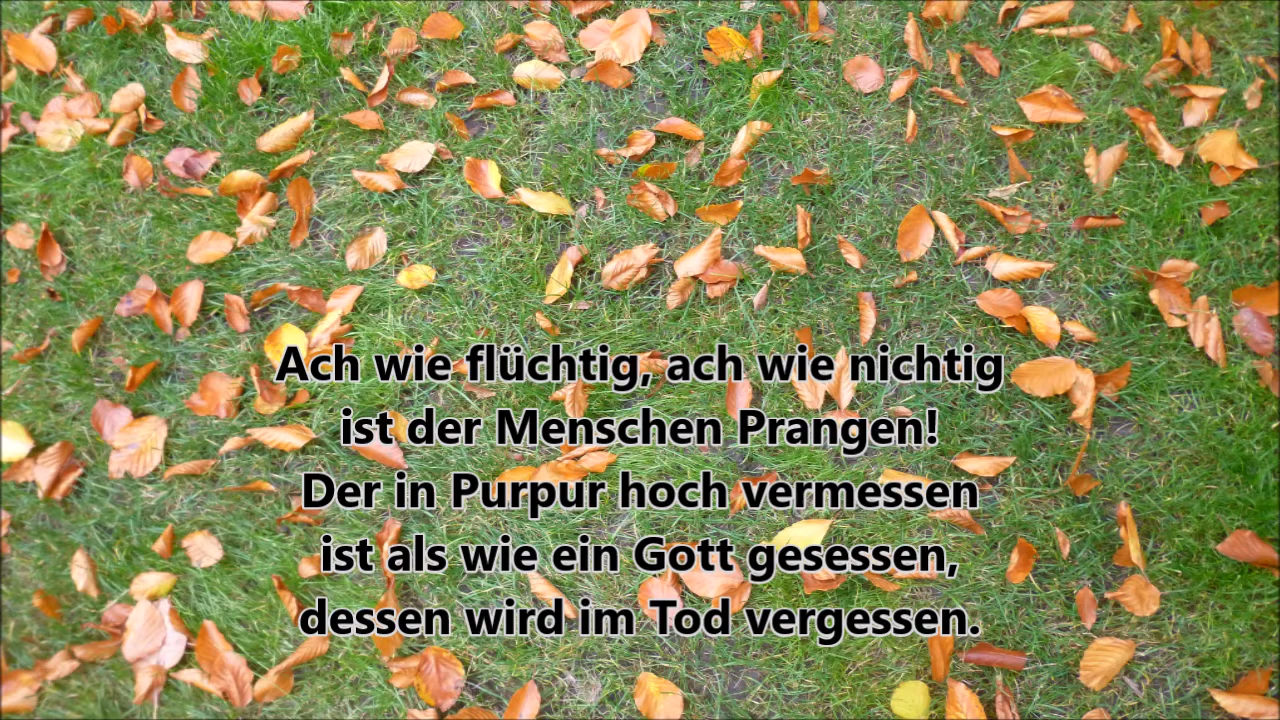 Ach wie flüchtig, ach wie nichtig
ist der Menschen Prangen!
Der in Purpur hoch vermessen
ist als wie ein Gott gesessen,
dessen wird im Tod vergessen.